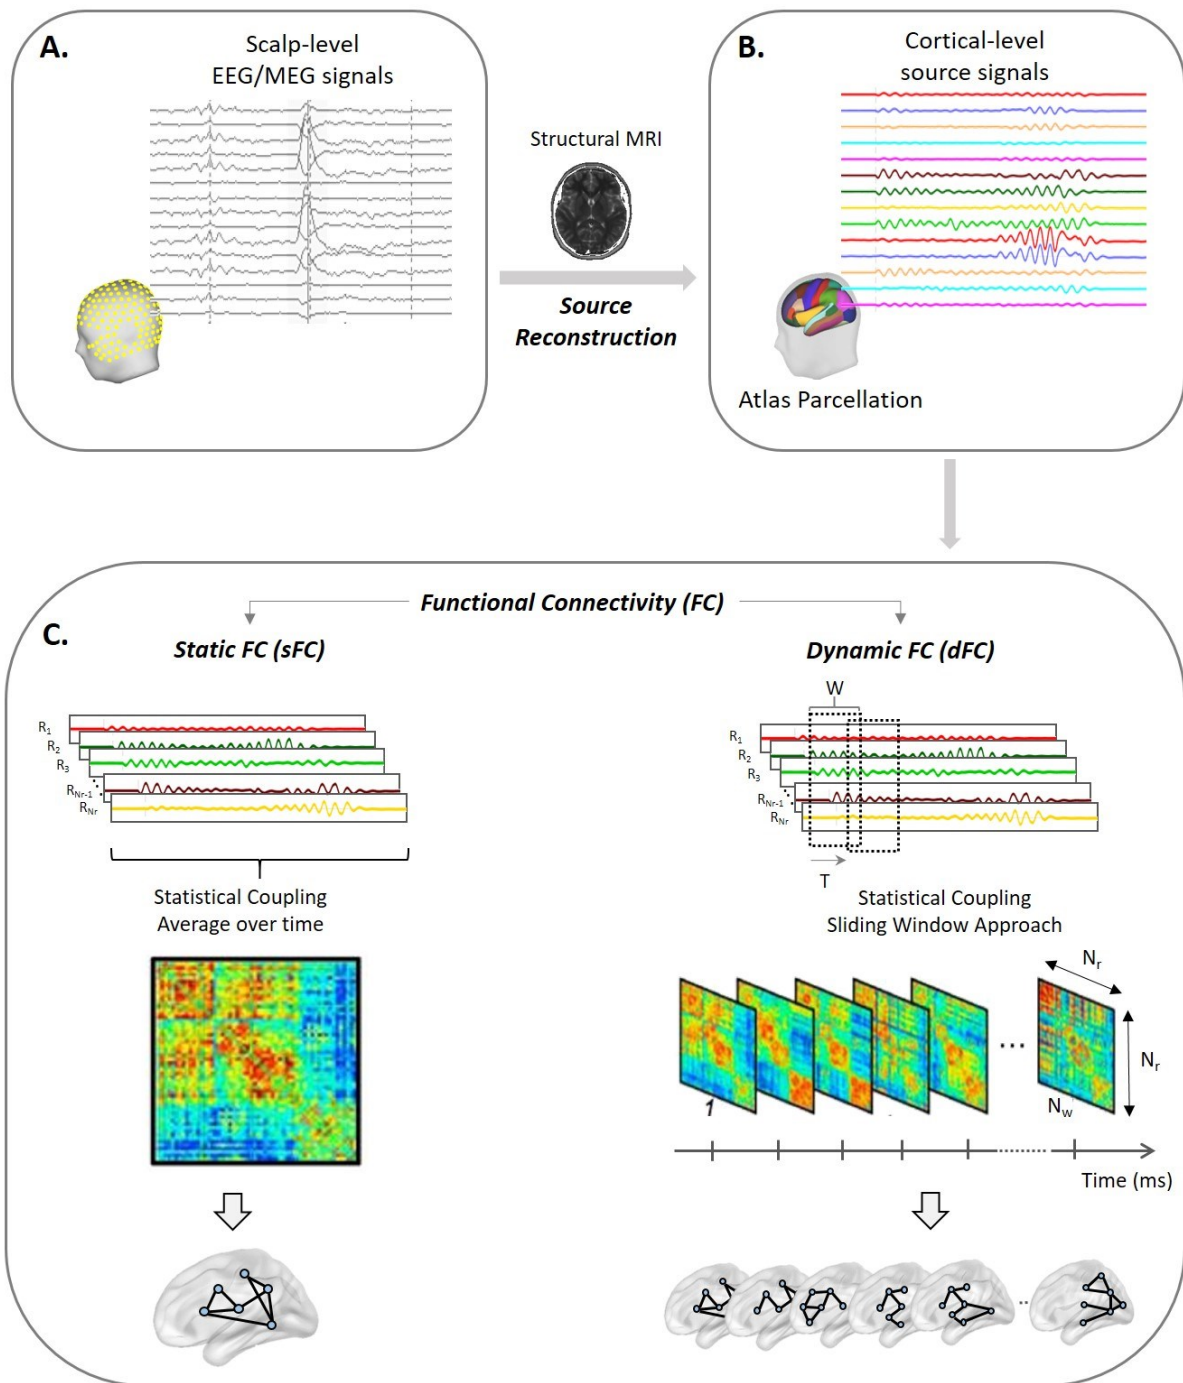 A.
Scalp-level
EEG/MEG signals
Structural MRI
Source
Reconstruction
B.
Cortical-level
source signals
Atlas Parcellation
Functional Connectivity (FC)
C.
Static FC (sFC)
R1
R2
R3
RNr-1
RNr
Statistical Coupling
Average over time
Dynamic FC (dFC)
W
R1
R2
R3
RNr-1
RNr
T
Statistical Coupling
Sliding Window Approach
Nr
Nr
1
...
Nw
Time (ms)